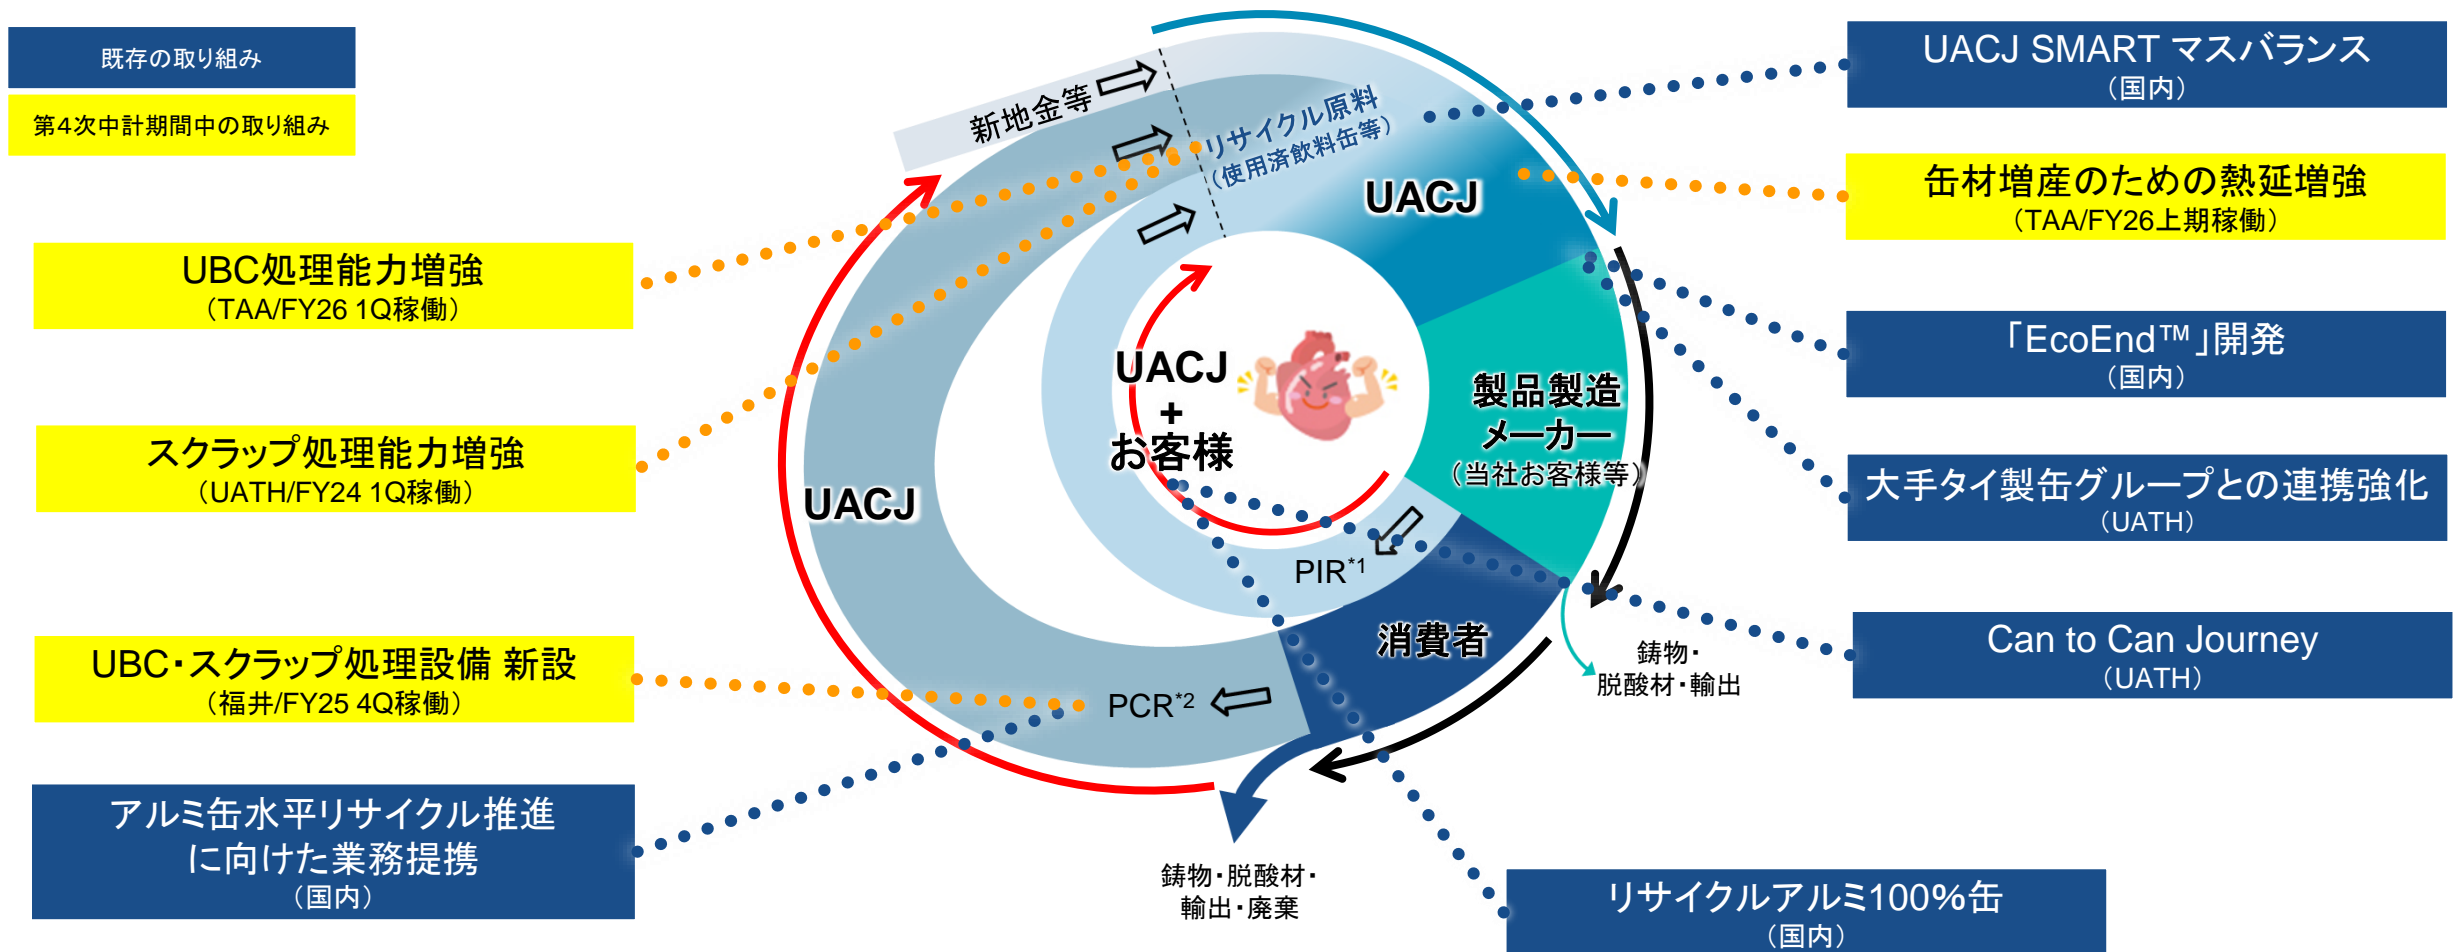 既存の取り組み
第4次中計期間中の取り組み
UBC処理能力増強
（TAA/FY26 1Q稼働）
スクラップ処理能力増強
（UATH/FY24 1Q稼働）
UBC・スクラップ処理設備 新設
（福井/FY25 4Q稼働）
アルミ缶水平リサイクル推進
に向けた業務提携
（国内）
新地金等
リサイクル原料
（使用済飲料缶等）
UACJ
UACJ
+
お客様
製品製造
メーカー
（当社お客様等）
UACJ
PIR*1
消費者
PCR*2
鋳物・
脱酸材・輸出
鋳物・脱酸材・
輸出・廃棄
UACJ SMART マスバランス
（国内）
缶材増産のための熱延増強
（TAA/FY26上期稼働）
「EcoEnd™」開発
（国内）
大手タイ製缶グループとの連携強化
（UATH）
Can to Can Journey
（UATH）
リサイクルアルミ100%缶
（国内）